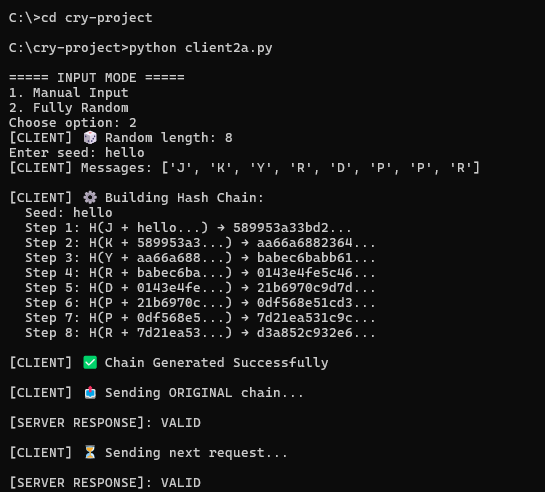 C:\>cd cry-project
C:\cry-project>python client2a.py
===== INPUT MODE =====
1. Manual Input
2. Fully Random
Choose option: 2
[CLIENT] 🎲 Random length: 8
Enter seed: hello
[CLIENT] Messages: ['J', 'K', 'Y', 'R', 'D', 'P', 'P', 'R']
[CLIENT] ⚙️ Building Hash Chain:
Seed: hello
Step 1: H(J + hello...) → 589953a33bd2...
Step 2: H(K + 589953a3...) → aa66a6882364...
Step 3: H(Y + aa66a688...) → babec6babb61...
Step 4: H(R + babec6ba...) → 0143e4fe5c46...
Step 5: H(D + 0143e4fe...) → 21b6970c9d7d...
Step 6: H(P + 21b6970c...) → 0df568e51cd3...
Step 7: H(P + 0df568e5...) → 7d21ea531c9c...
Step 8: H(R + 7d21ea53...) → d3a852c932e6...
[CLIENT] ✅ Chain Generated Successfully
[CLIENT] 📤 Sending ORIGINAL chain...
[SERVER RESPONSE]: VALID
[CLIENT] ⏳ Sending next request...
[SERVER RESPONSE]: VALID